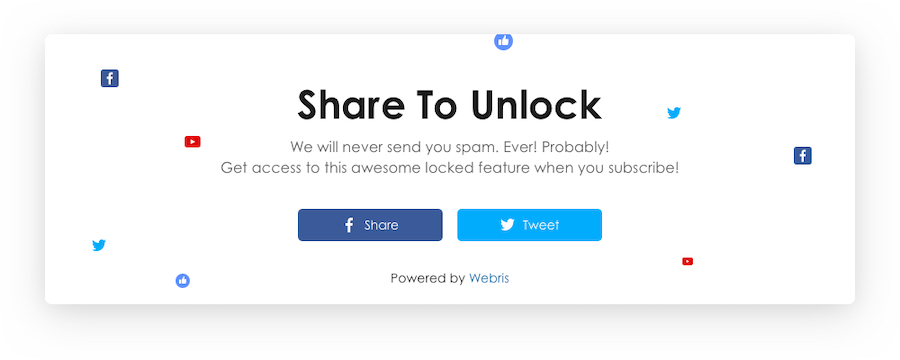 Share To Unlock
We will never send you spam. Ever! Probably!
Get access to this awesome locked feature when you subscribe!
Share
Tweet
Powered by Webris